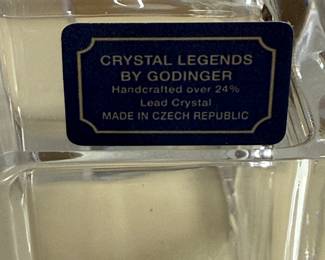 CRYSTAL LEGENDS
BY GODINGER
Handcrafted over 24%
Lead Crystal
MADE IN CZECH REPUBLIC